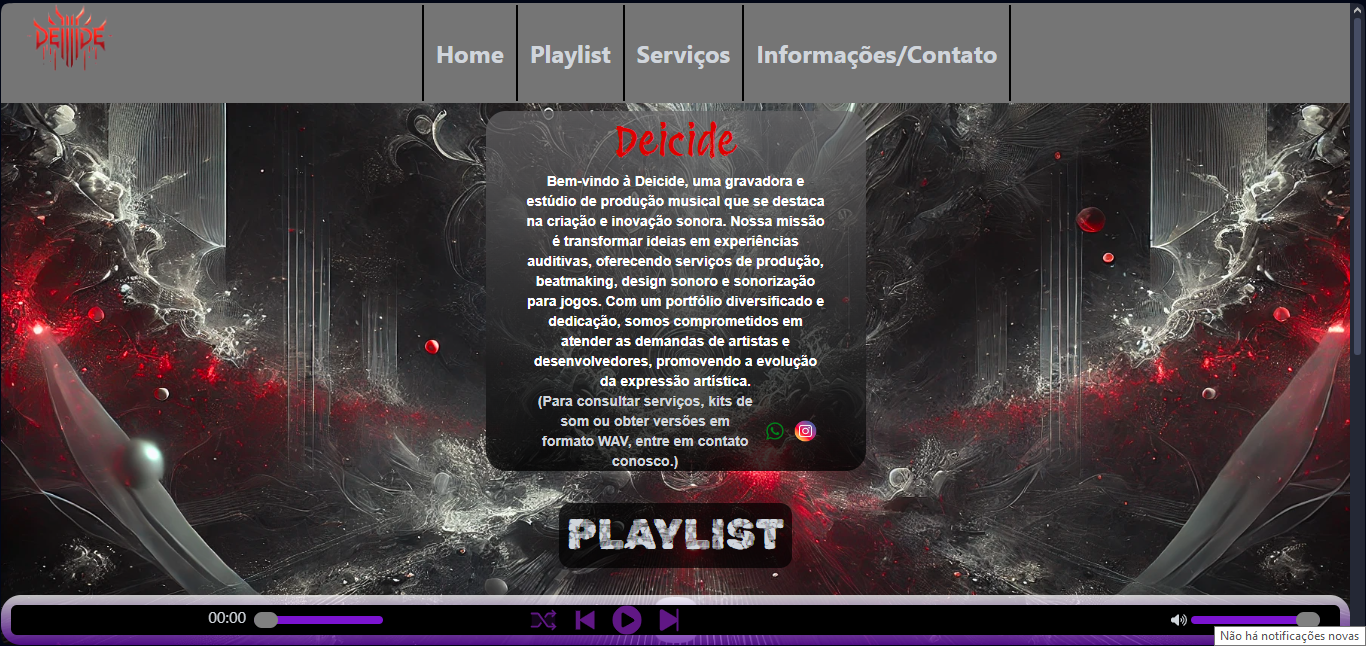 DEIIIDE
Home Playlist Serviços Informações/Contato
Deicide
Bem-vindo à Deicide, uma gravadora e
estúdio de produção musical que se destaca
na criação e inovação sonora. Nossa missão
é transformar ideias em experiências
auditivas, oferecendo serviços de produção,
beatmaking, design sonoro e sonorização
para jogos. Com um portfólio diversificado e
dedicação, somos comprometidos em
atender as demandas de artistas e
desenvolvedores, promovendo a evolução
da expressão artística.
(Para consultar serviços, kits de
som ou obter versões em
formato WAV, entre em contato
conosco.)
PLAYLIST
00:00
Não há notificações novas